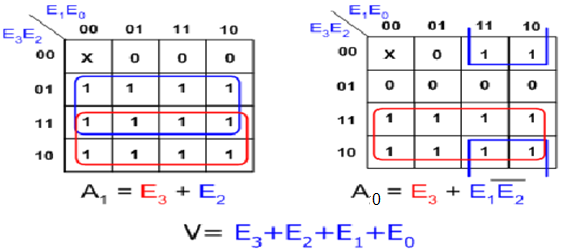 E₁E₀ E₁E₀
E₃E₂ 00 01 11 10 E₃E₂ 00 01 11 10
00 X 0 0 0 00 X 0 1 1
01 1 1 1 1 01 0 0 0 0
11 1 1 1 1 11 1 1 1 1
10 1 1 1 1 10 1 1 1 1
A₁ = E₃ + E₂ A₀ = E₃ + E₁E̅₂̅
V= E₃+E₂+E₁+E₀